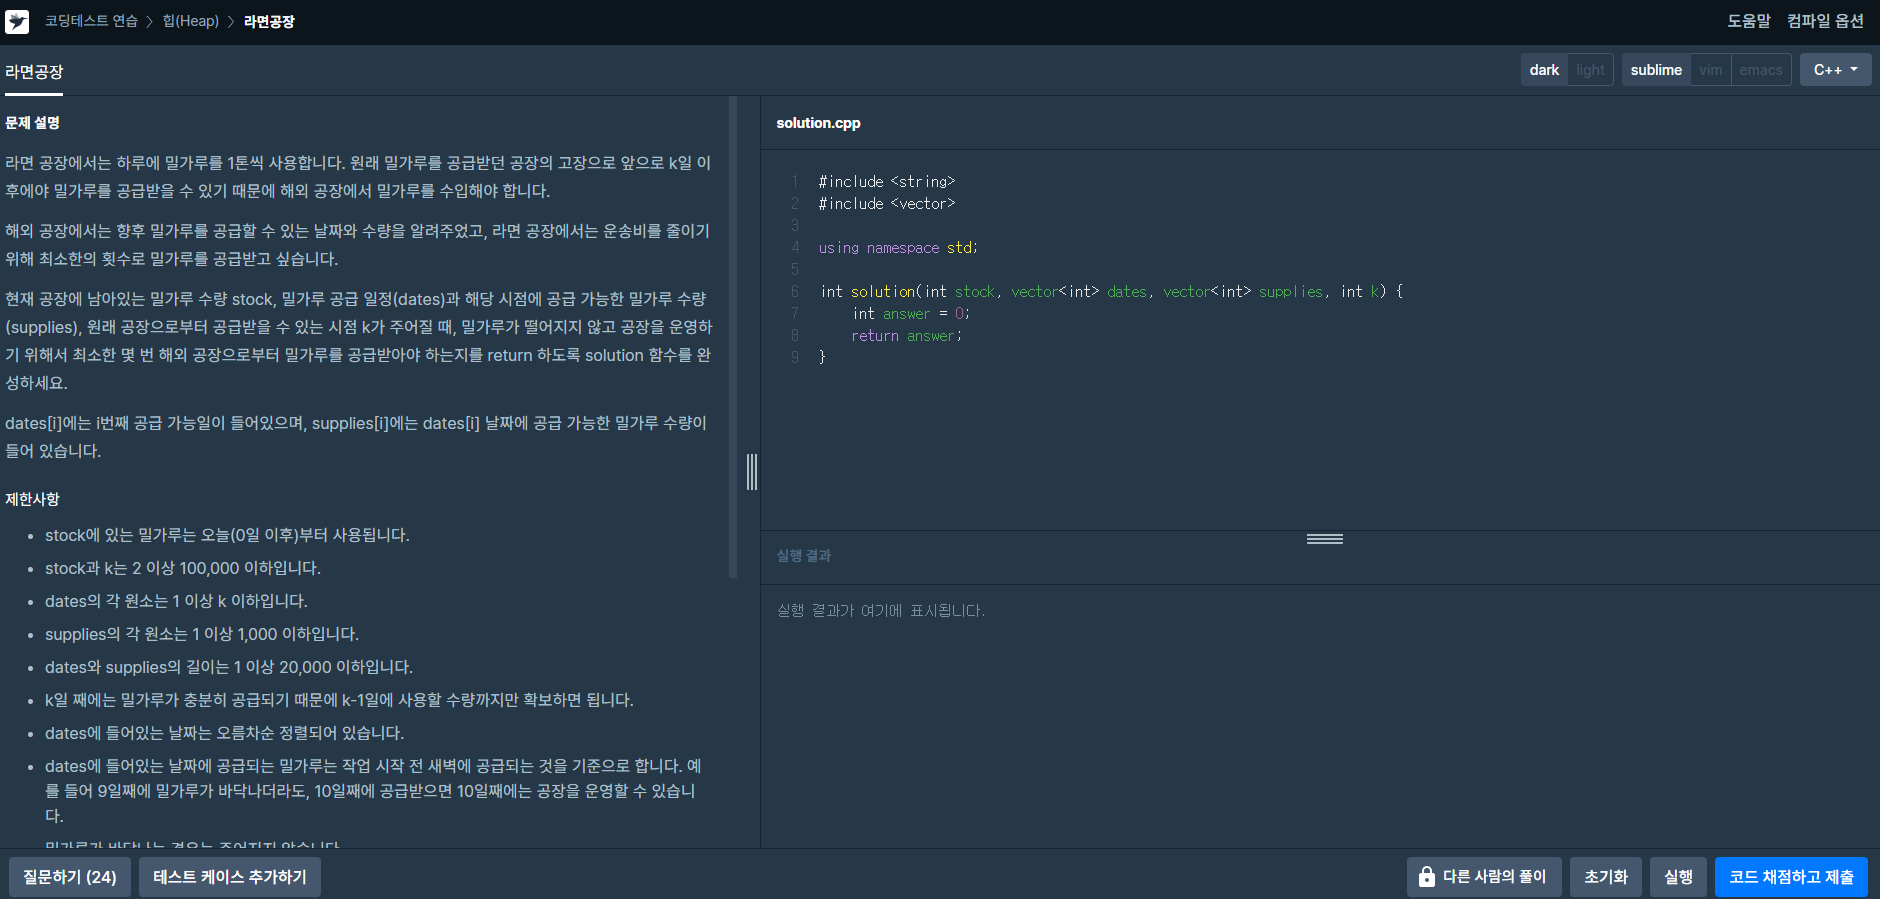 코딩테스트 연습 > 힙(Heap) > 라면공장
도움말 컴파일 옵션
라면공장
dark light sublime vim emacs C++
문제 설명
라면 공장에서는 하루에 밀가루를 1톤씩 사용합니다. 원래 밀가루를 공급받던 공장의 고장으로 앞으로 k일 이
후에야 밀가루를 공급받을 수 있기 때문에 해외 공장에서 밀가루를 수입해야 합니다.
해외 공장에서는 향후 밀가루를 공급할 수 있는 날짜와 수량을 알려주었고, 라면 공장에서는 운송비를 줄이기
위해 최소한의 횟수로 밀가루를 공급받고 싶습니다.
현재 공장에 남아있는 밀가루 수량 stock, 밀가루 공급 일정(dates)과 해당 시점에 공급 가능한 밀가루 수량
(supplies), 원래 공장으로부터 공급받을 수 있는 시점 k가 주어질 때, 밀가루가 떨어지지 않고 공장을 운영하
기 위해서 최소한 몇 번 해외 공장으로부터 밀가루를 공급받아야 하는지를 return 하도록 solution 함수를 완
성하세요.
dates[i]에는 i번째 공급 가능일이 들어있으며, supplies[i]에는 dates[i] 날짜에 공급 가능한 밀가루 수량이
들어 있습니다.
제한사항
• stock에 있는 밀가루는 오늘(0일 이후)부터 사용됩니다.
• stock과 k는 2 이상 100,000 이하입니다.
• dates의 각 원소는 1 이상 k 이하입니다.
• supplies의 각 원소는 1 이상 1,000 이하입니다.
• dates와 supplies의 길이는 1 이상 20,000 이하입니다.
• k일 째에는 밀가루가 충분히 공급되기 때문에 k-1일에 사용할 수량까지만 확보하면 됩니다.
• dates에 들어있는 날짜는 오름차순 정렬되어 있습니다.
• dates에 들어있는 날짜에 공급되는 밀가루는 작업 시작 전 새벽에 공급되는 것을 기준으로 합니다. 예
를 들어 9일째에 밀가루가 바닥나더라도, 10일째에 공급받으면 10일째에는 공장을 운영할 수 있습니
다.
밀가루가 바닥나는 경우는 주어지지 않습니다.
solution.cpp
1 #include <string>
2 #include <vector>
3
4 using namespace std;
5
6 int solution(int stock, vector<int> dates, vector<int> supplies, int k) {
7 int answer = 0;
8 return answer;
9 }
실행 결과
실행 결과가 여기에 표시됩니다.
질문하기 (24) 테스트 케이스 추가하기 다른 사람의 풀이 초기화 실행 코드 채점하고 제출